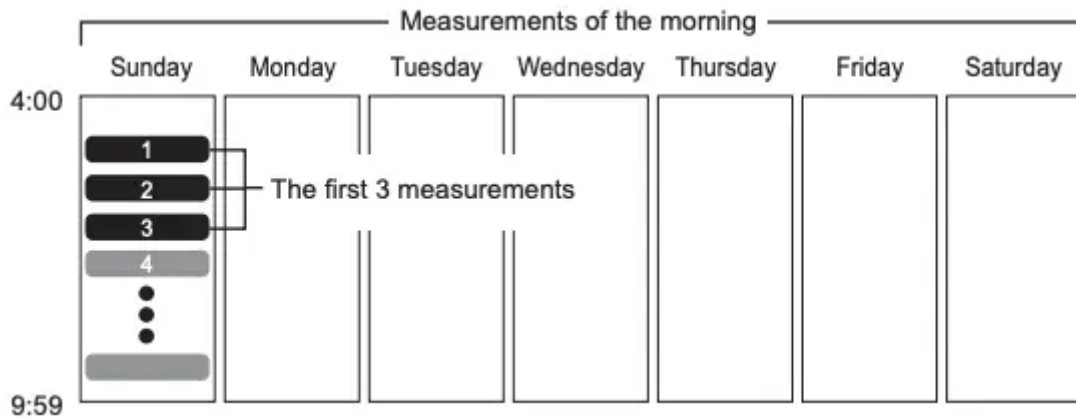 Measurements of the morning
Sunday Monday Tuesday Wednesday Thursday Friday Saturday
4:00
1
2
The first 3 measurements
3
4
9:59